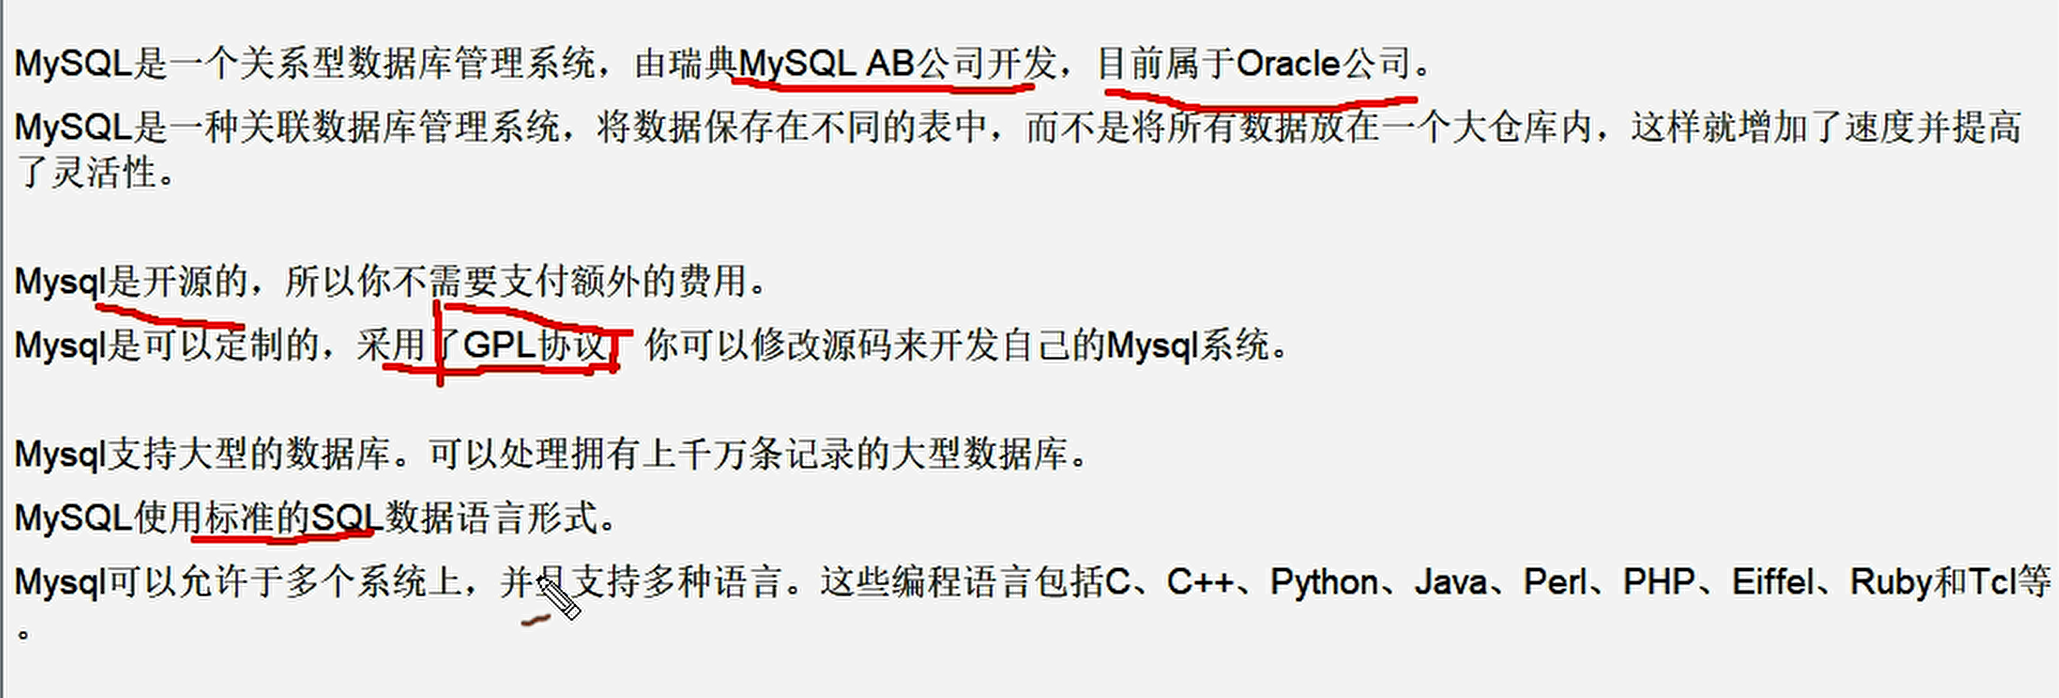 MySQL是一个关系型数据库管理系统，由瑞典MySQL AB公司开发，目前属于Oracle公司。
MySQL是一种关联数据库管理系统，将数据保存在不同的表中，而不是将所有数据放在一个大仓库内，这样就增加了速度并提高
了灵活性。
Mysql是开源的，所以你不需要支付额外的费用。
Mysql是可以定制的，采用了GPL协议，你可以修改源码来开发自己的Mysql系统。
Mysql支持大型的数据库。可以处理拥有上千万条记录的大型数据库。
MySQL使用标准的SQL数据语言形式。
Mysql可以允许于多个系统上，并且支持多种语言。这些编程语言包括C、C++、Python、Java、Perl、PHP、Eiffel、Ruby和Tcl等
。